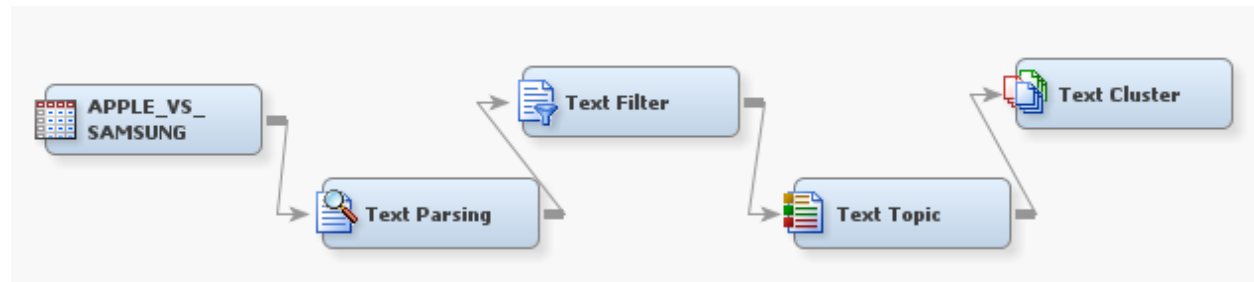 APPLE_VS_
SAMSUNG
Text Parsing
Text Filter
Text Topic
Text Cluster